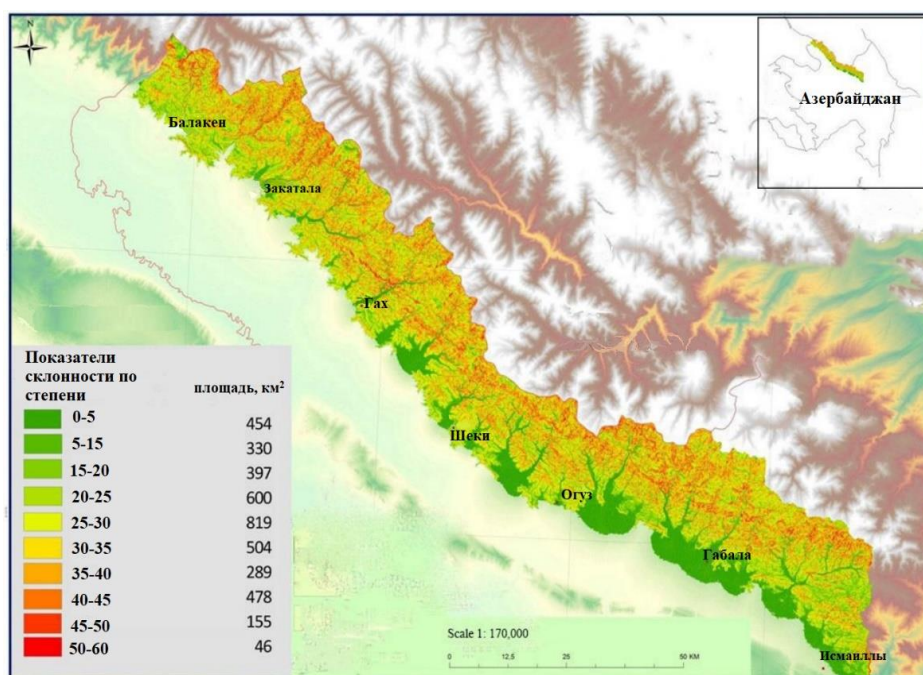 N
Азербайджан
Балакен
Закатала
Гах
Шеки
Огуз
Габала
Исмаиллы
Показатели
склонности по
степени
площадь, км²
0-5 454
5-15 330
15-20 397
20-25 600
25-30 819
30-35 504
35-40 289
40-45 478
45-50 155
50-60 46
Scale 1: 170,000
0 12,5 25 50 KM